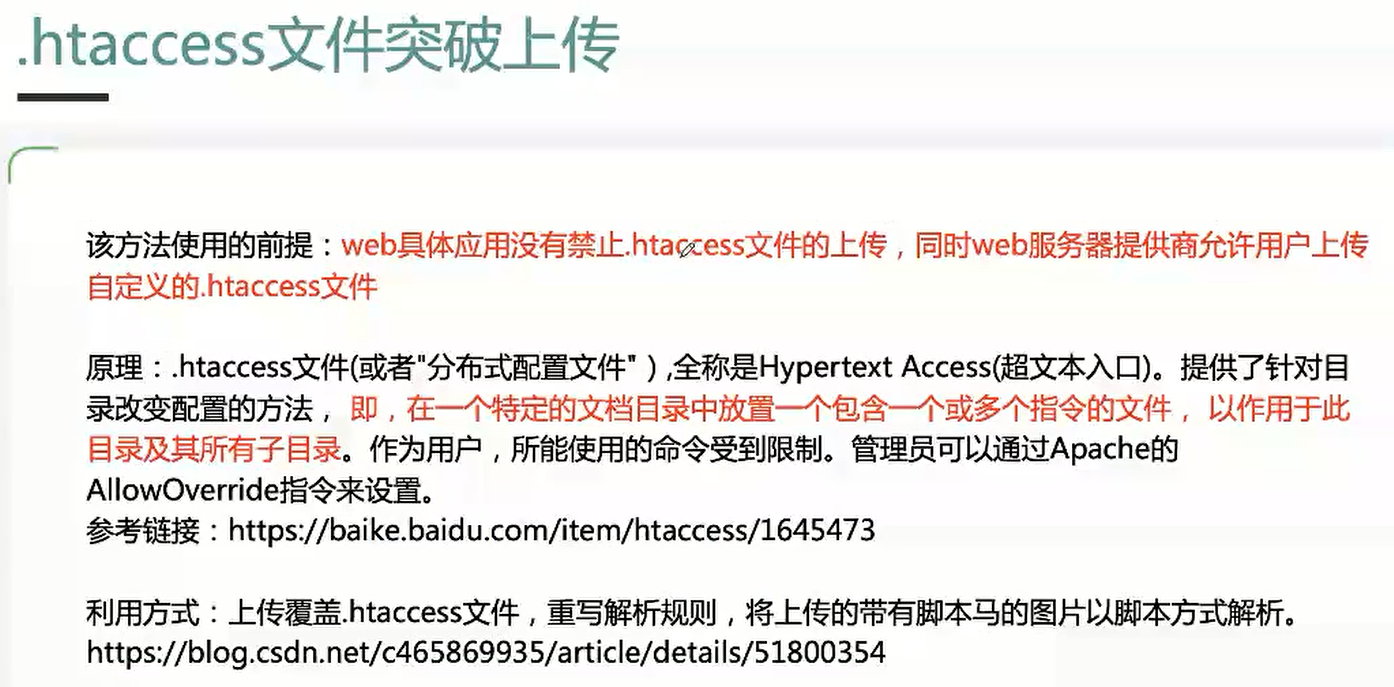 .htaccess文件突破上传
该方法使用的前提：web具体应用没有禁止.htaccess文件的上传，同时web服务器提供商允许用户上传
自定义的.htaccess文件
原理：.htaccess文件(或者"分布式配置文件"）,全称是Hypertext Access(超文本入口)。提供了针对目
录改变配置的方法， 即，在一个特定的文档目录中放置一个包含一个或多个指令的文件， 以作用于此
目录及其所有子目录。作为用户，所能使用的命令受到限制。管理员可以通过Apache的
AllowOverride指令来设置。
参考链接：https://baike.baidu.com/item/htaccess/1645473
利用方式：上传覆盖.htaccess文件，重写解析规则，将上传的带有脚本马的图片以脚本方式解析。
https://blog.csdn.net/c465869935/article/details/51800354